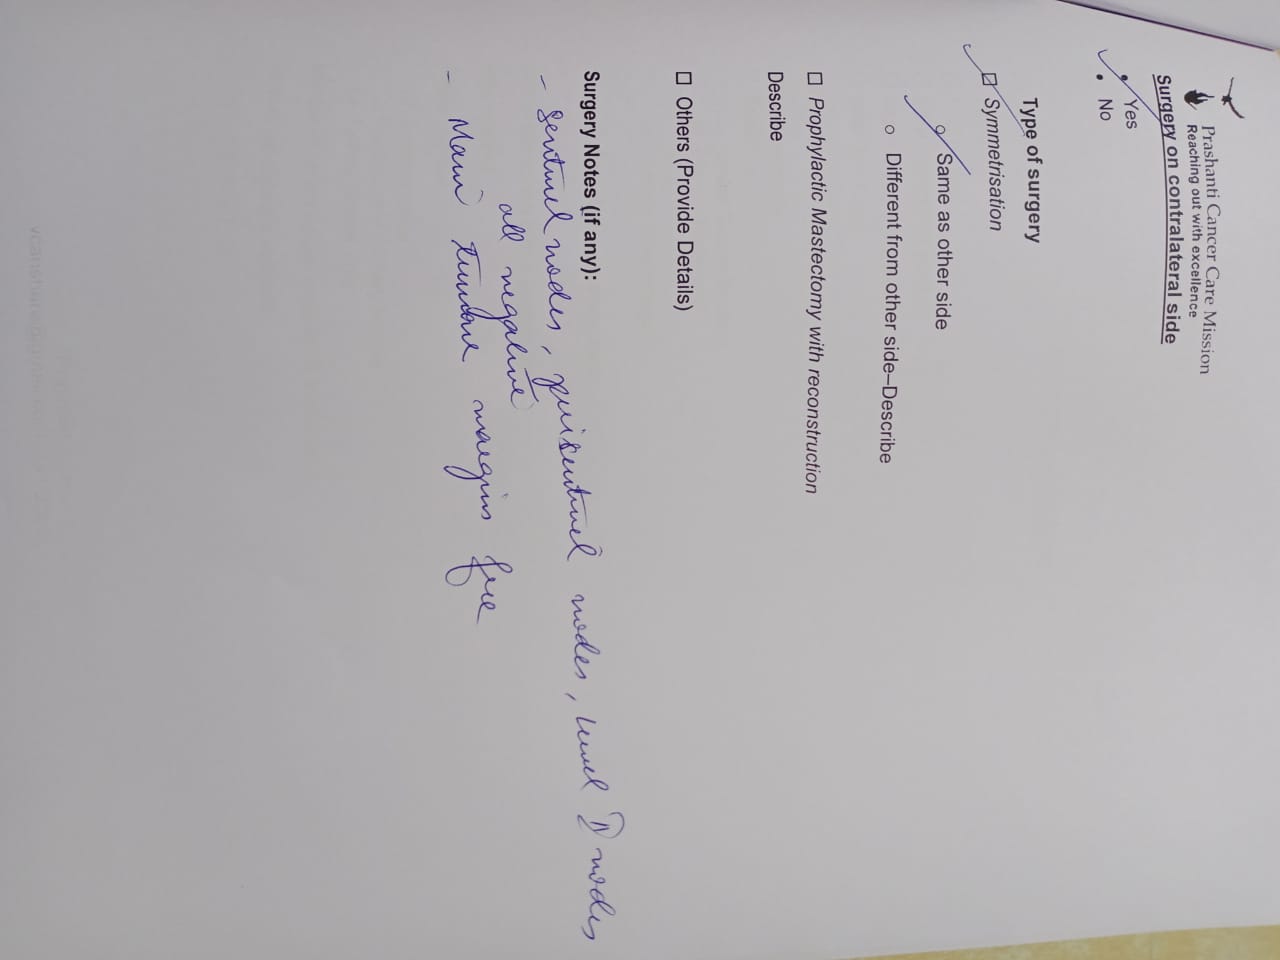 Prashanti Cancer Care Mission
Reaching out with excellence
Surgery on contralateral side
• Yes
• No
Type of surgery
☑ Symmetrisation
o Same as other side
o Different from other side–Describe
☐ Prophylactic Mastectomy with reconstruction
Describe
☐ Others (Provide Details)
Surgery Notes (if any):
- Sentinel nodes, perisentinel nodes, level I nodes
all negative
- Main tumour margins free